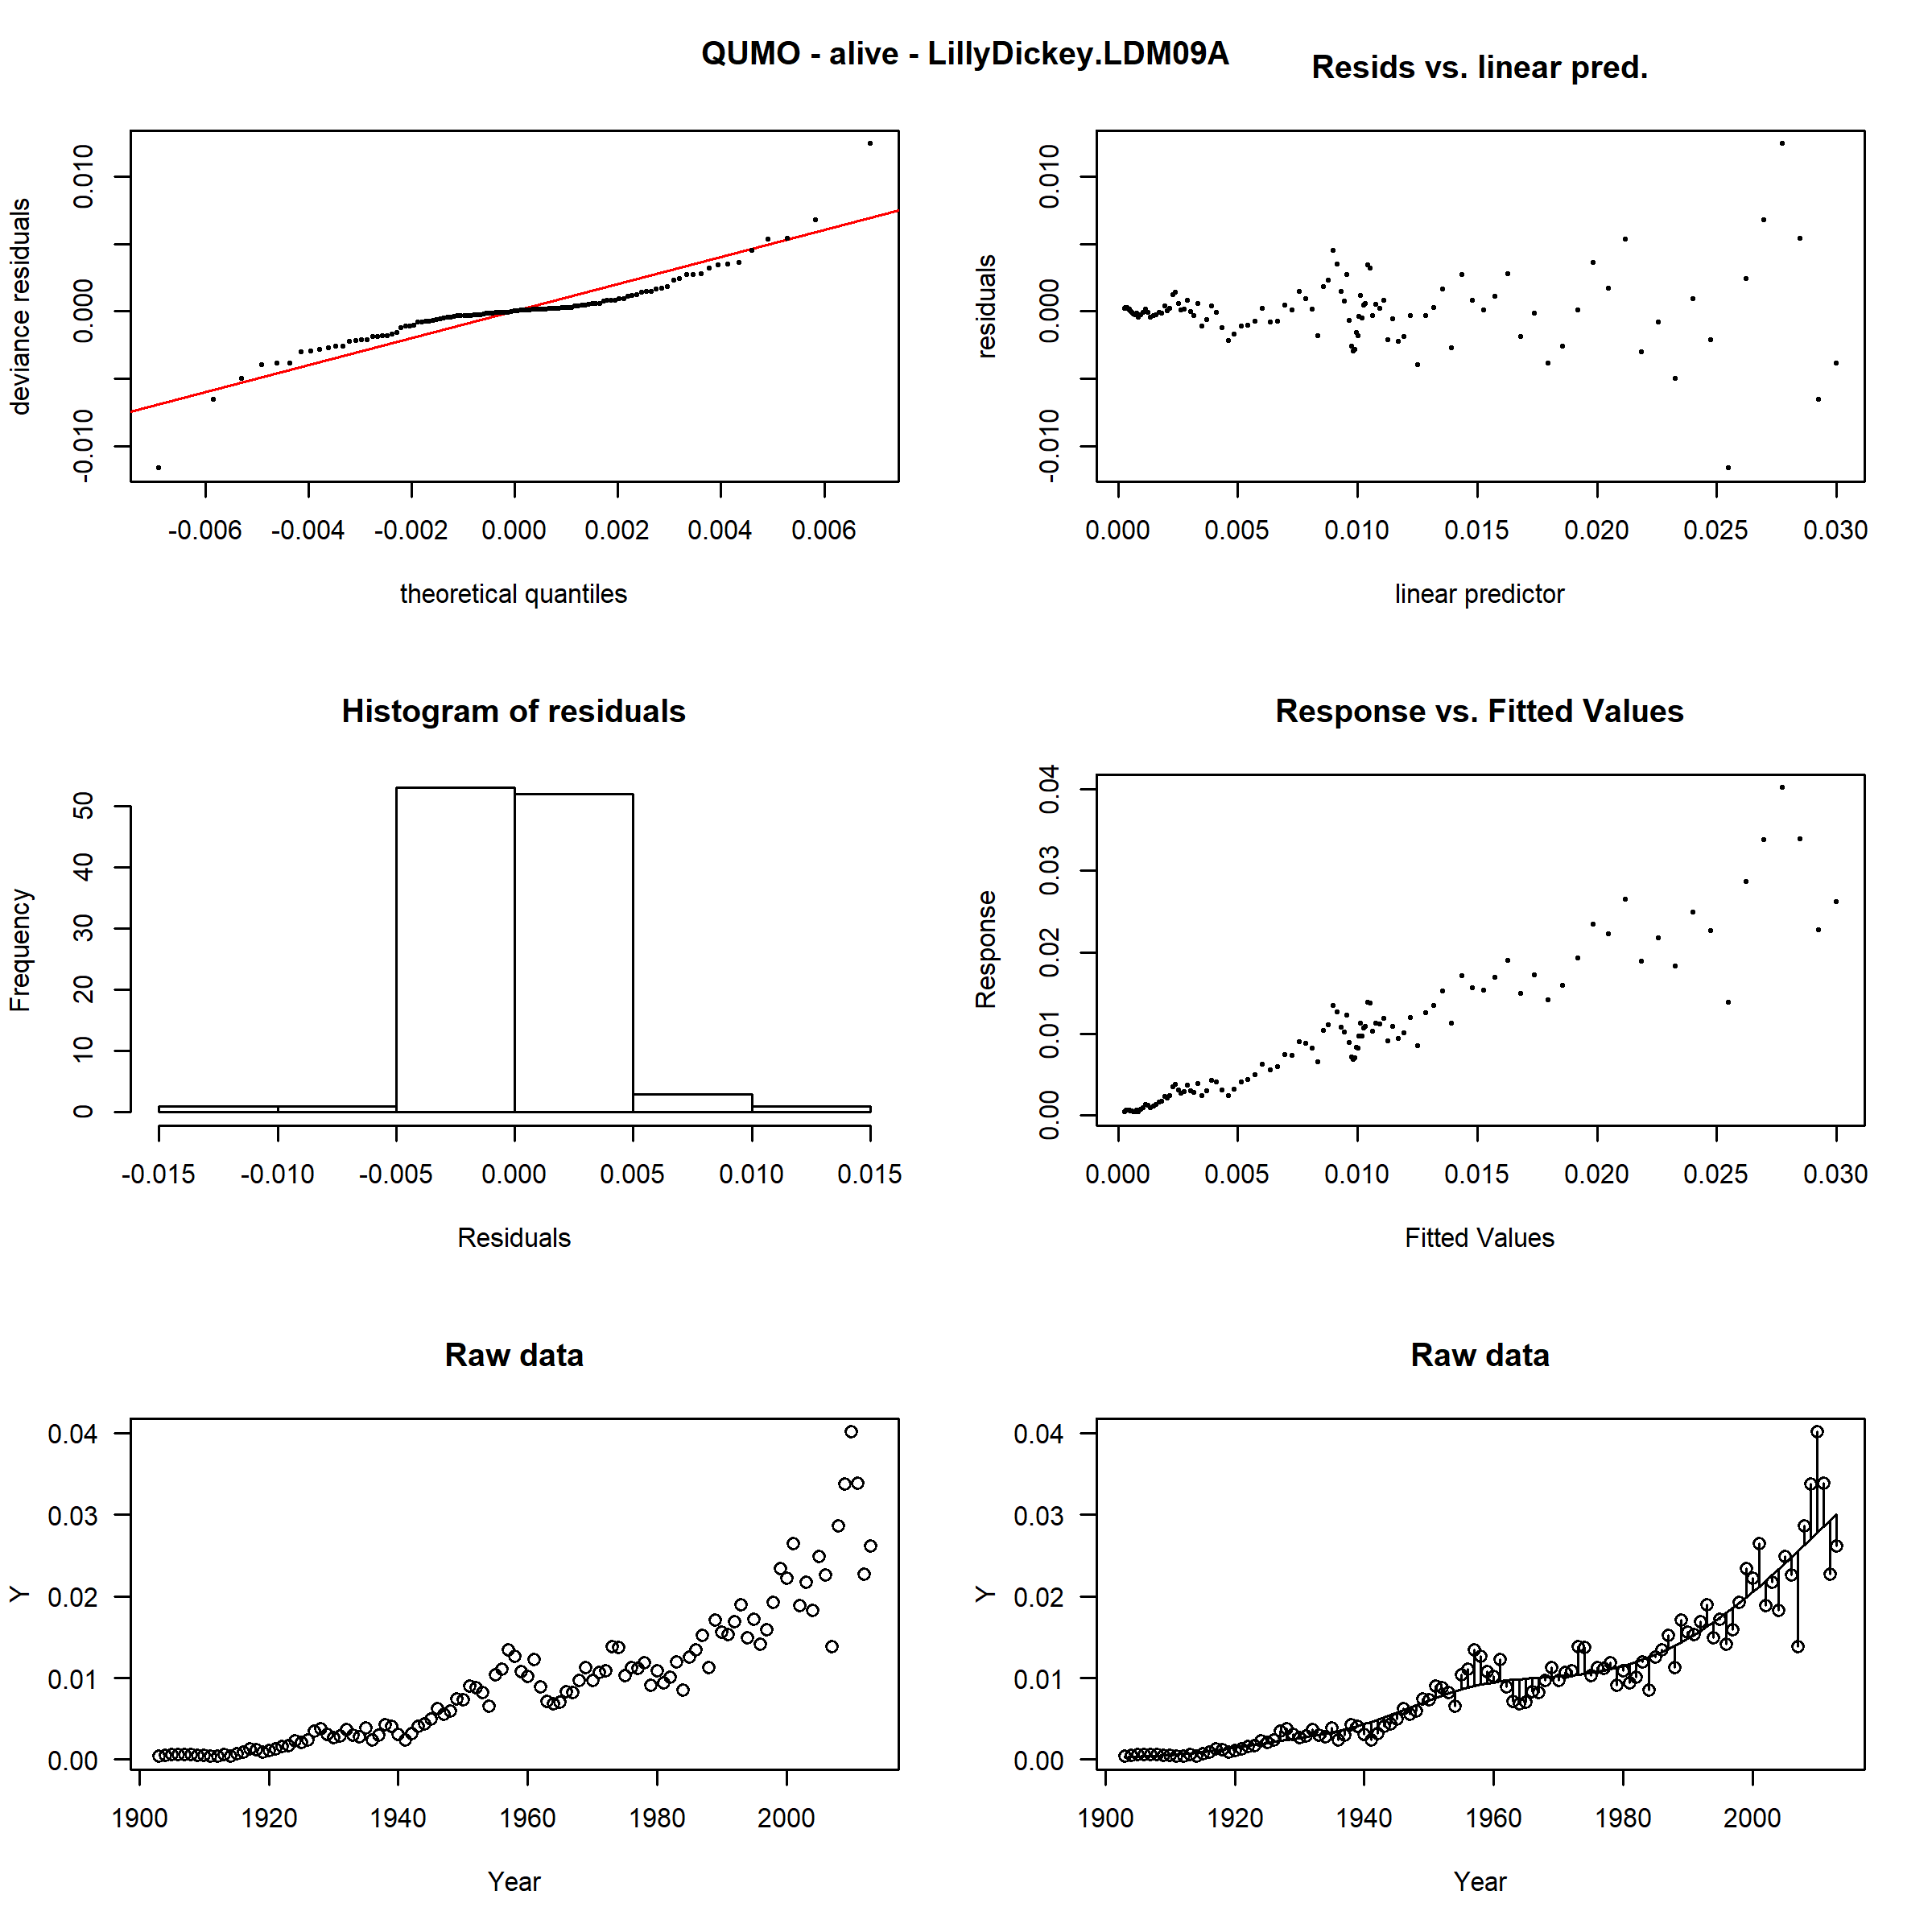 QUMO - alive - LillyDickey.LDM09A
Resids vs. linear pred.
deviance residuals
0.010
0.000
-0.010
-0.006 -0.004 -0.002 0.000 0.002 0.004 0.006
theoretical quantiles
residuals
0.010
0.000
-0.010
0.000 0.005 0.010 0.015 0.020 0.025 0.030
linear predictor
Histogram of residuals
Frequency
50
40
30
20
10
0
-0.015 -0.010 -0.005 0.000 0.005 0.010 0.015
Residuals
Response vs. Fitted Values
Response
0.04
0.03
0.02
0.01
0.00
0.000 0.005 0.010 0.015 0.020 0.025 0.030
Fitted Values
Raw data
Y
0.04
0.03
0.02
0.01
0.00
1900 1920 1940 1960 1980 2000
Year
Raw data
Y
0.04
0.03
0.02
0.01
0.00
1900 1920 1940 1960 1980 2000
Year